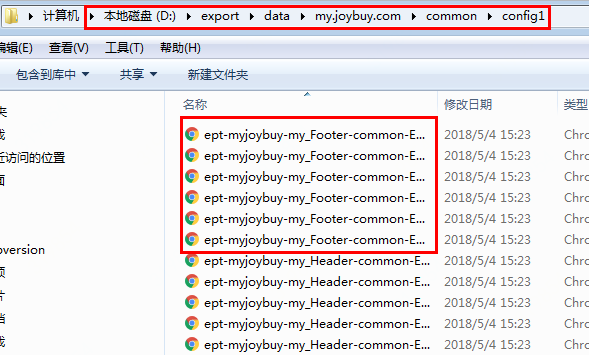 计算机 本地磁盘 (D:) export data my.joybuy.com common config1
编辑(E) 查看(V) 工具(T) 帮助(H)
包含到库中 共享 新建文件夹
名称 修改日期 类型
ept-myjoybuy-my_Footer-common-E... 2018/5/4 15:23 Chro
夹
ept-myjoybuy-my_Footer-common-E... 2018/5/4 15:23 Chro
近访问的位置
ept-myjoybuy-my_Footer-common-E... 2018/5/4 15:23 Chro
面
ept-myjoybuy-my_Footer-common-E... 2018/5/4 15:23 Chro
ept-myjoybuy-my_Footer-common-E... 2018/5/4 15:23 Chro
ept-myjoybuy-my_Footer-common-E... 2018/5/4 15:23 Chro
oversion
ept-myjoybuy-my_Header-common-E... 2018/5/4 15:23 Chro
ept-myjoybuy-my_Header-common-E... 2018/5/4 15:23 Chro
片
ept-myjoybuy-my_Header-common-E... 2018/5/4 15:23 Chro
ept-myjoybuy-my_Header-common-E... 2018/5/4 15:23 Chro
ept-myjoybuy-my_Header-common-E... 2018/5/4 15:23 Chro